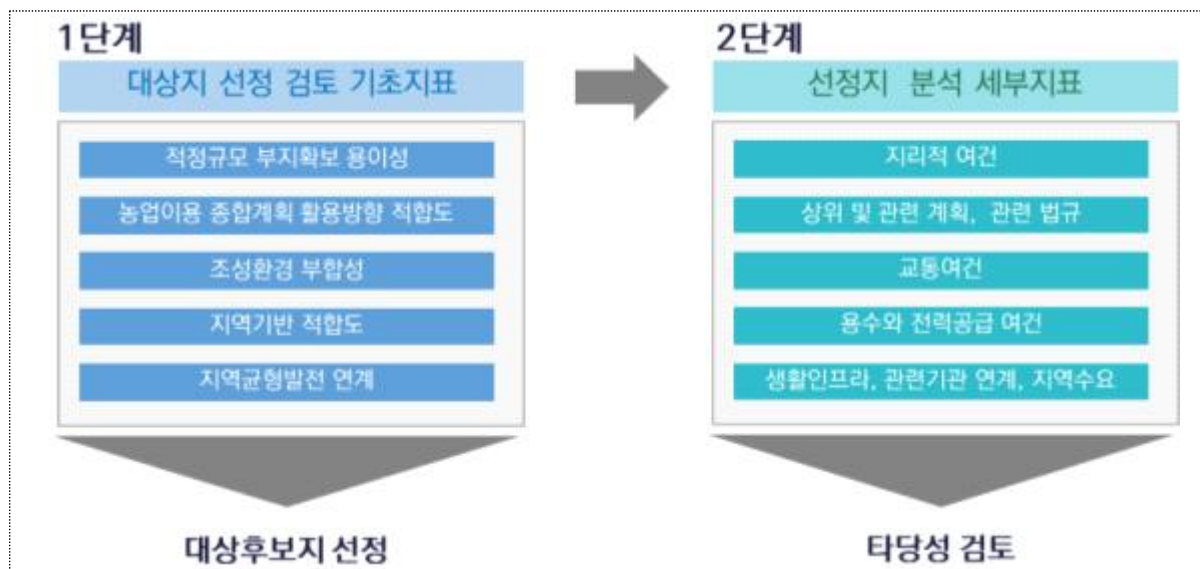 1단계
대상지 선정 검토 기초지표
적정규모 부지확보 용이성
농업이용 종합계획 활용방향 적합도
조성환경 부합성
지역기반 적합도
지역균형발전 연계
대상후보지 선정
2단계
선정지 분석 세부지표
지리적 여건
상위 및 관련 계획, 관련 법규
교통여건
용수와 전력공급 여건
생활인프라, 관련기관 연계, 지역수요
타당성 검토